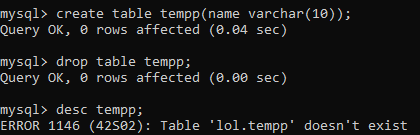 mysql> create table tempp(name varchar(10));
Query OK, 0 rows affected (0.04 sec)
mysql> drop table tempp;
Query OK, 0 rows affected (0.00 sec)
mysql> desc tempp;
ERROR 1146 (42S02): Table 'lol.tempp' doesn't exist